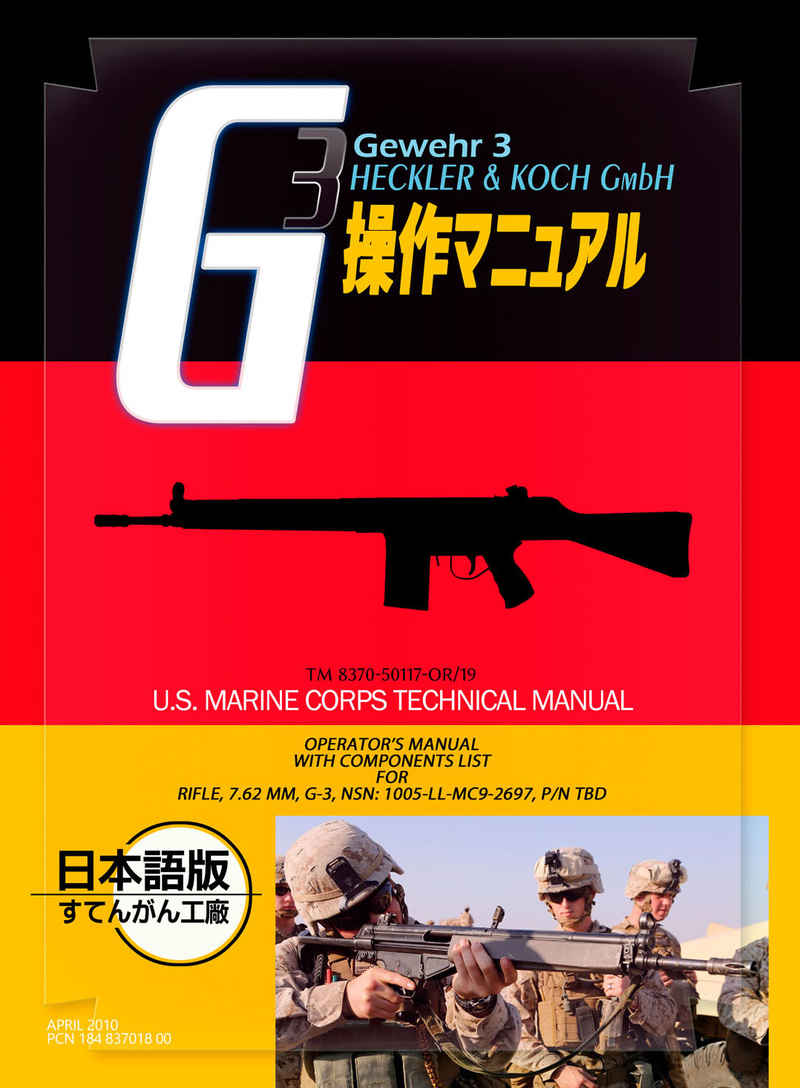 G3
Gewehr 3
HECKLER & KOCH GmbH
操作マニュアル
TM 8370-50117-OR/19
U.S. MARINE CORPS TECHNICAL MANUAL
OPERATOR'S MANUAL
WITH COMPONENTS LIST
FOR
RIFLE, 7.62 MM, G-3, NSN: 1005-LL-MC9-2697, P/N TBD
日本語版
すてんがん工廠
APRIL 2010
PCN 184 837018 00